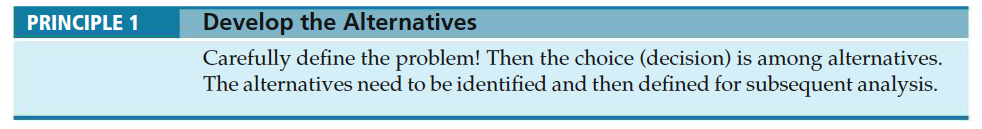 PRINCIPLE 1 Develop the Alternatives
Carefully define the problem! Then the choice (decision) is among alternatives.
The alternatives need to be identified and then defined for subsequent analysis.